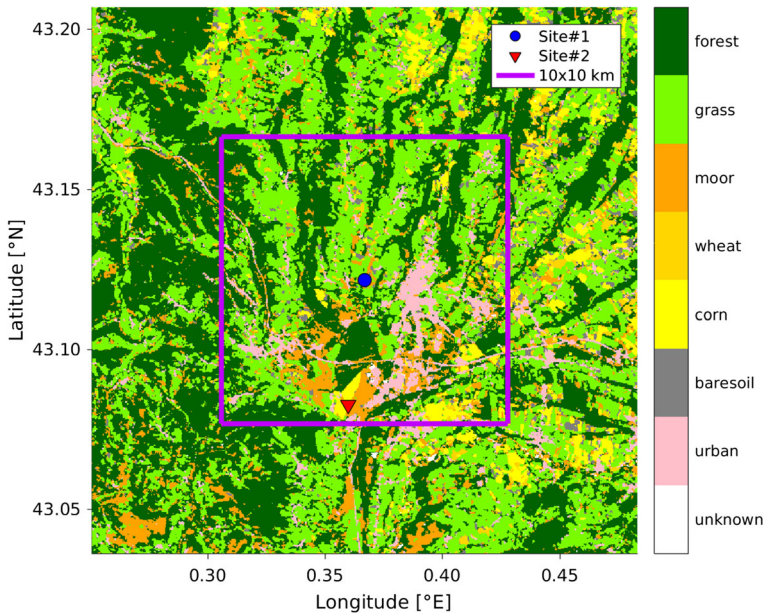 43.20
43.15
43.10
43.05
Latitude [°N]
0.30
0.35
0.40
0.45
Longitude [°E]
Site#1
Site#2
10x10 km
forest
grass
moor
wheat
corn
baresoil
urban
unknown